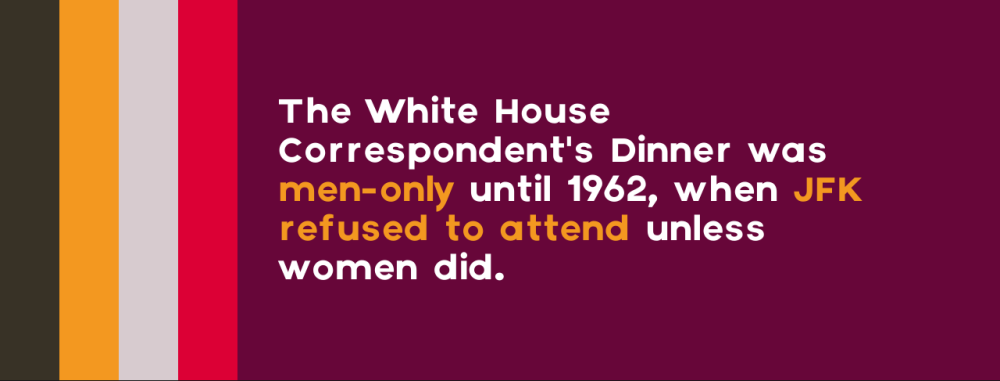 The White House
Correspondent's Dinner was
men-only until 1962, when JFK
refused to attend unless
women did.